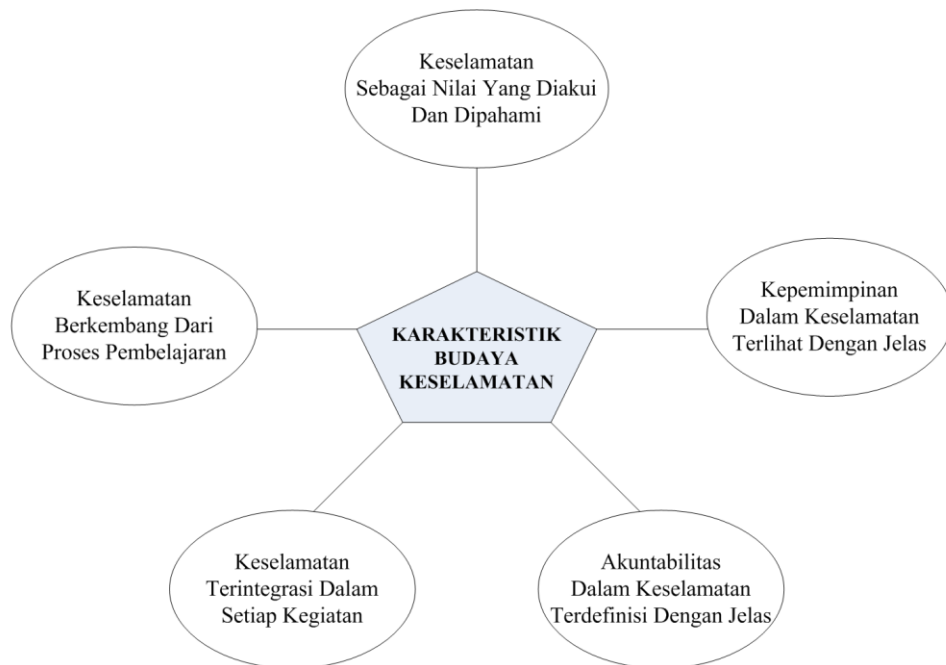 Keselamatan
Sebagai Nilai Yang Diakui
Dan Dipahami
Keselamatan
Berkembang Dari
Proses Pembelajaran
KARAKTERISTIK
BUDAYA
KESELAMATAN
Kepemimpinan
Dalam Keselamatan
Terlihat Dengan Jelas
Keselamatan
Terintegrasi Dalam
Setiap Kegiatan
Akuntabilitas
Dalam Keselamatan
Terdefinisi Dengan Jelas